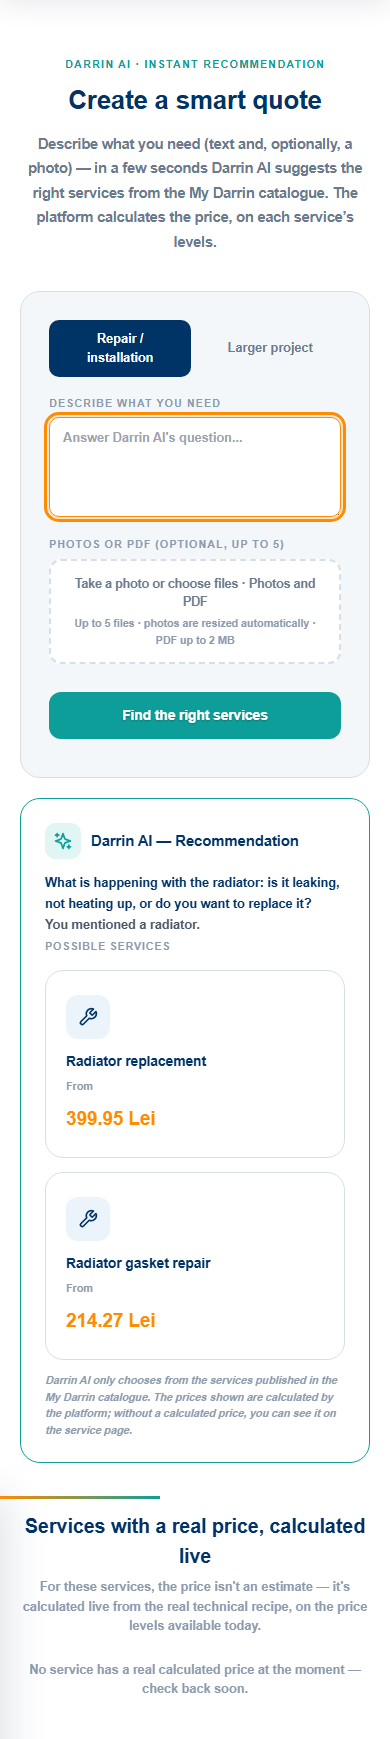 DARRIN AI · INSTANT RECOMMENDATION
Create a smart quote
Describe what you need (text and, optionally, a
photo) — in a few seconds Darrin AI suggests the
right services from the My Darrin catalogue. The
platform calculates the price, on each service’s
levels.
Repair /
installation
Larger project
DESCRIBE WHAT YOU NEED
Answer Darrin AI's question...
PHOTOS OR PDF (OPTIONAL, UP TO 5)
Take a photo or choose files · Photos and
PDF
Up to 5 files · photos are resized automatically ·
PDF up to 2 MB
Find the right services
Darrin AI — Recommendation
What is happening with the radiator: is it leaking,
not heating up, or do you want to replace it?
You mentioned a radiator.
POSSIBLE SERVICES
Radiator replacement
From
399.95 Lei
Radiator gasket repair
From
214.27 Lei
Darrin AI only chooses from the services published in the
My Darrin catalogue. The prices shown are calculated by
the platform; without a calculated price, you can see it on
the service page.
Services with a real price, calculated
live
For these services, the price isn't an estimate — it's
calculated live from the real technical recipe, on the price
levels available today.
No service has a real calculated price at the moment —
check back soon.